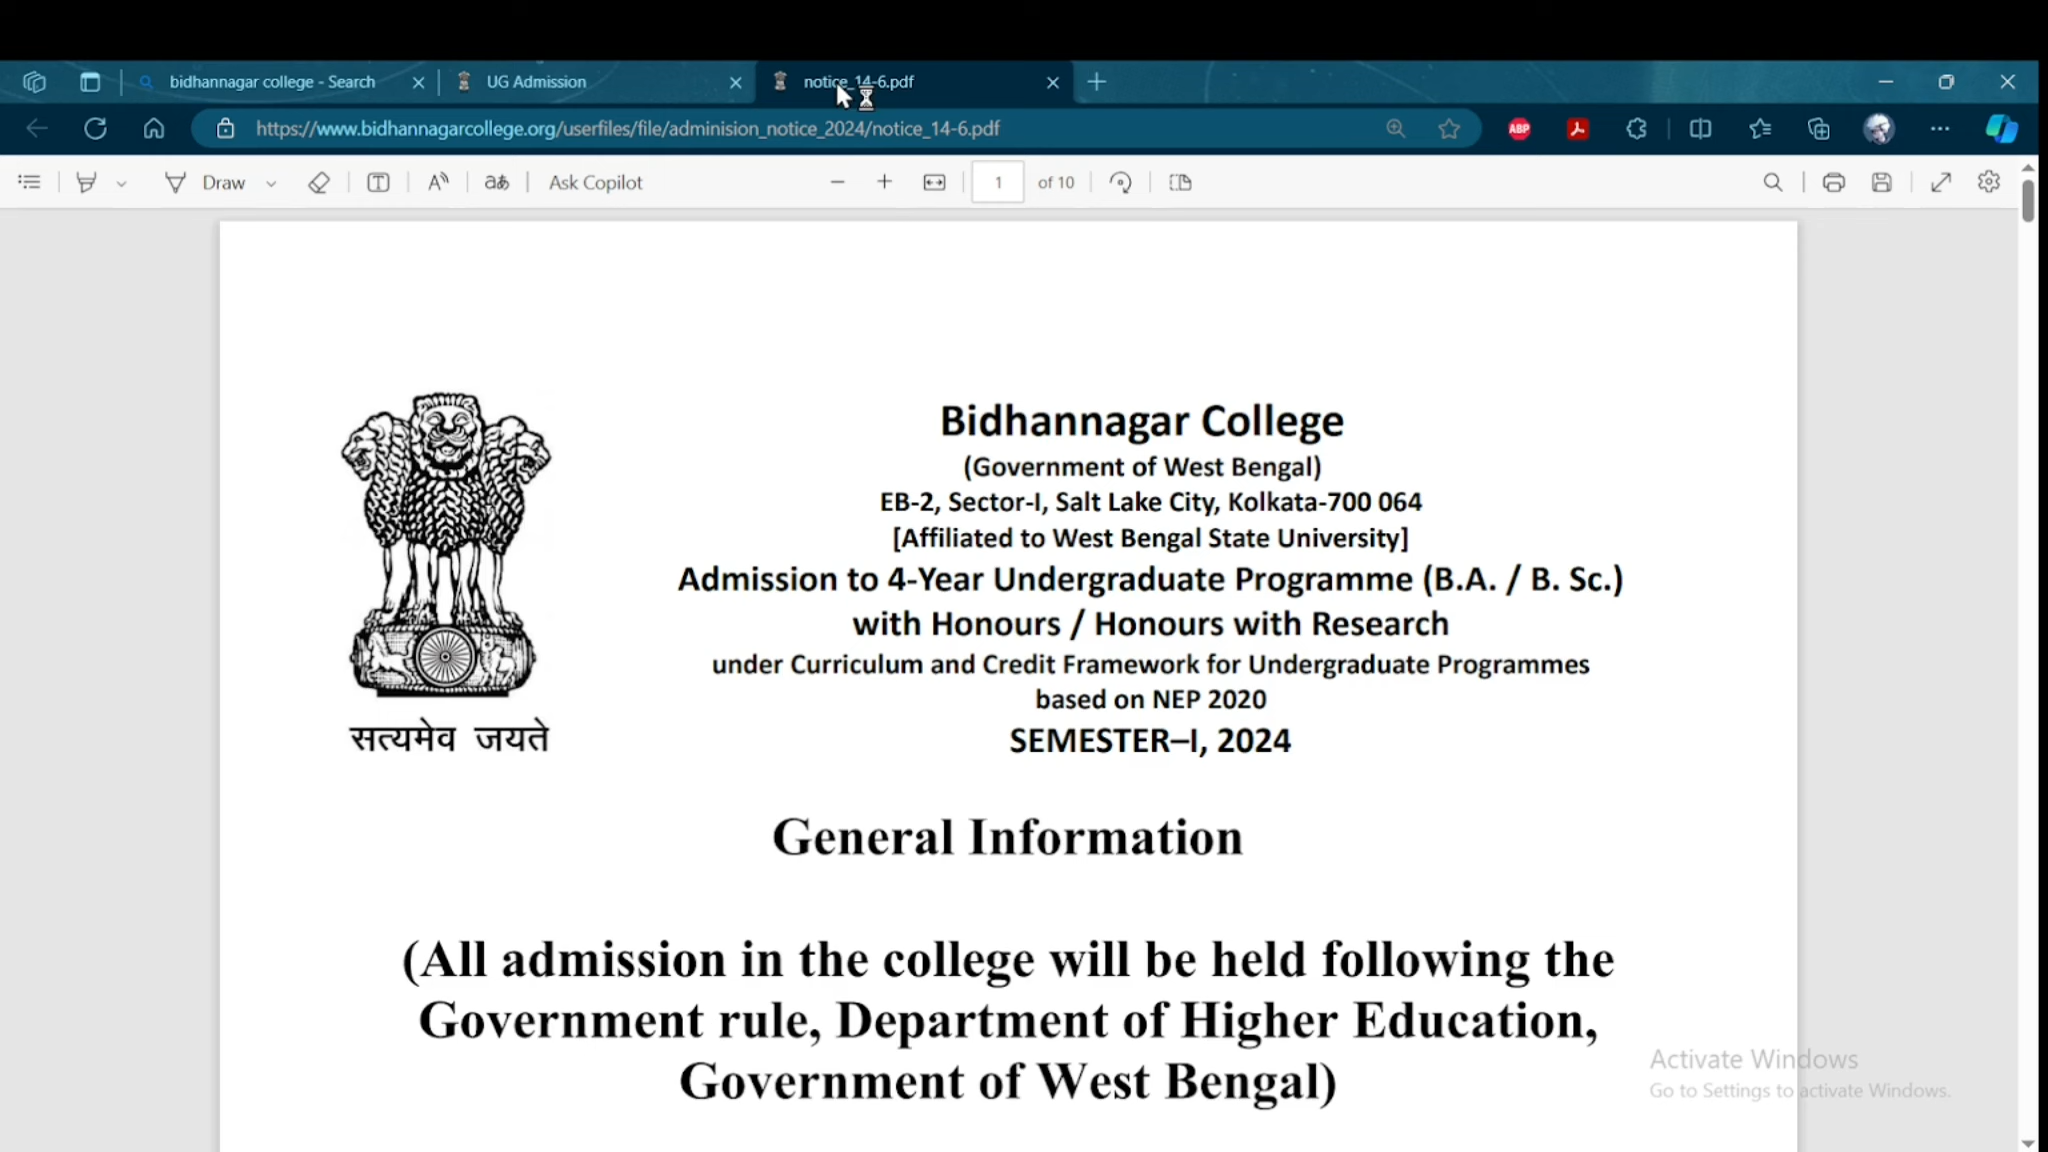 bidhannagar college - Search
UG Admission
notice_14-6.pdf
https://www.bidhannagarcollege.org/userfiles/file/adminision_notice_2024/notice_14-6.pdf
ABP
Draw
Ask Copilot
1 of 10
Bidhannagar College
(Government of West Bengal)
EB-2, Sector-I, Salt Lake City, Kolkata-700 064
[Affiliated to West Bengal State University]
Admission to 4-Year Undergraduate Programme (B.A. / B. Sc.)
with Honours / Honours with Research
under Curriculum and Credit Framework for Undergraduate Programmes
based on NEP 2020
SEMESTER–I, 2024
सत्यमेव जयते
General Information
(All admission in the college will be held following the
Government rule, Department of Higher Education,
Government of West Bengal)
Activate Windows
Go to Settings to activate Windows.